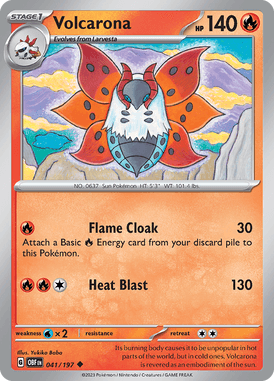 STAGE 1 Volcarona HP 140
Evolves from Larvesta
NO. 0637 Sun Pokémon HT: 5'3" WT: 101.4 lbs.
Flame Cloak 30
Attach a Basic Energy card from your discard pile to
this Pokémon.
Heat Blast 130
weakness ×2 resistance retreat
Illus. Yukiko Baba
G OBF EN 041/197
©2023 Pokémon / Nintendo / Creatures / GAME FREAK
Its burning body causes it to be unpopular in hot
parts of the world, but in cold ones, Volcarona
is revered as an embodiment of the sun.